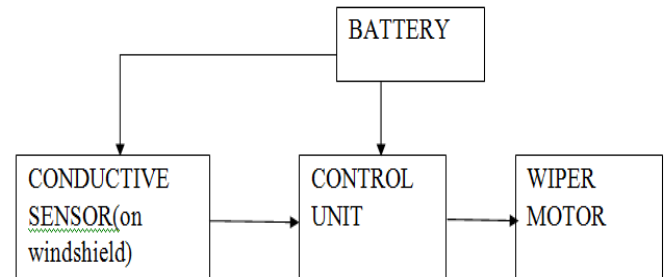 BATTERY
CONDUCTIVE
SENSOR(on
windshield)
CONTROL
UNIT
WIPER
MOTOR